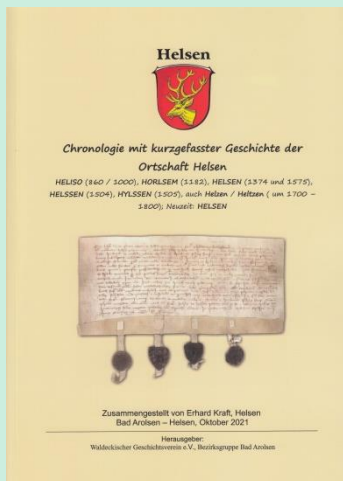 Helsen
Chronologie mit kurzgefasster Geschichte der
Ortschaft Helsen
HELISO (860 / 1000), HORLSEM (1182), HELSEN (1374 und 1575),
HELSSEN (1504), HYLSSEN (1505), auch Helsen / Heltzen ( um 1700 –
1800); Neuzeit: HELSEN
Zusammengestellt von Erhard Kraft, Helsen
Bad Arolsen – Helsen, Oktober 2021
Herausgeber:
Waldeckischer Geschichtsverein e.V., Bezirksgruppe Bad Arolsen